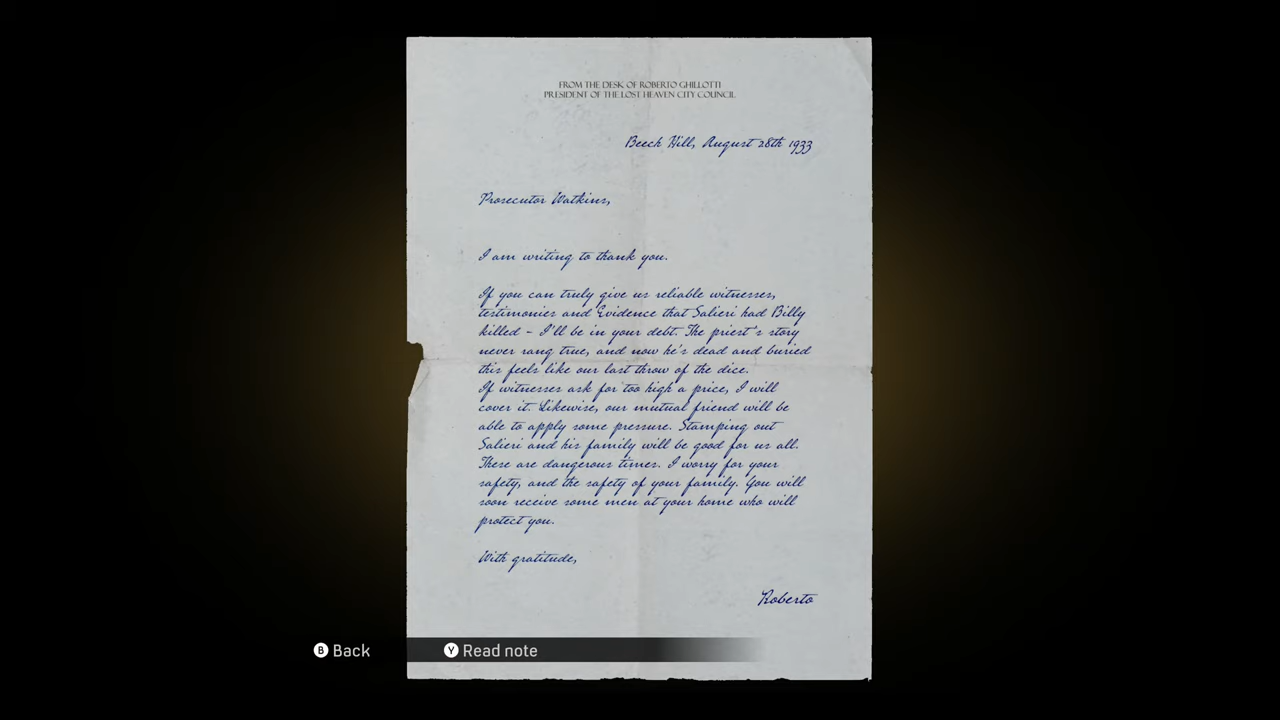 FROM THE DESK OF ROBERTO GHILLOTTI
PRESIDENT OF THE LOST HEAVEN CITY COUNCIL
Beech Hill, August 28th 1933
Prosecutor Watkins,
I am writing to thank you.
If you can truly give us reliable witnesses,
testimonies and Evidence that Salieri had Billy
killed - I'll be in your debt. The priest's story
never rang true, and now he's dead and buried
this feels like our last throw of the dice.
If witnesses ask for too high a price, I will
cover it. Likewise, our mutual friend will be
able to apply some pressure. Stamping out
Salieri and his family will be good for us all.
These are dangerous times. I worry for your
safety, and the safety of your family. You will
soon receive some men at your home who will
protect you.
With gratitude,
Roberto
B Back Y Read note